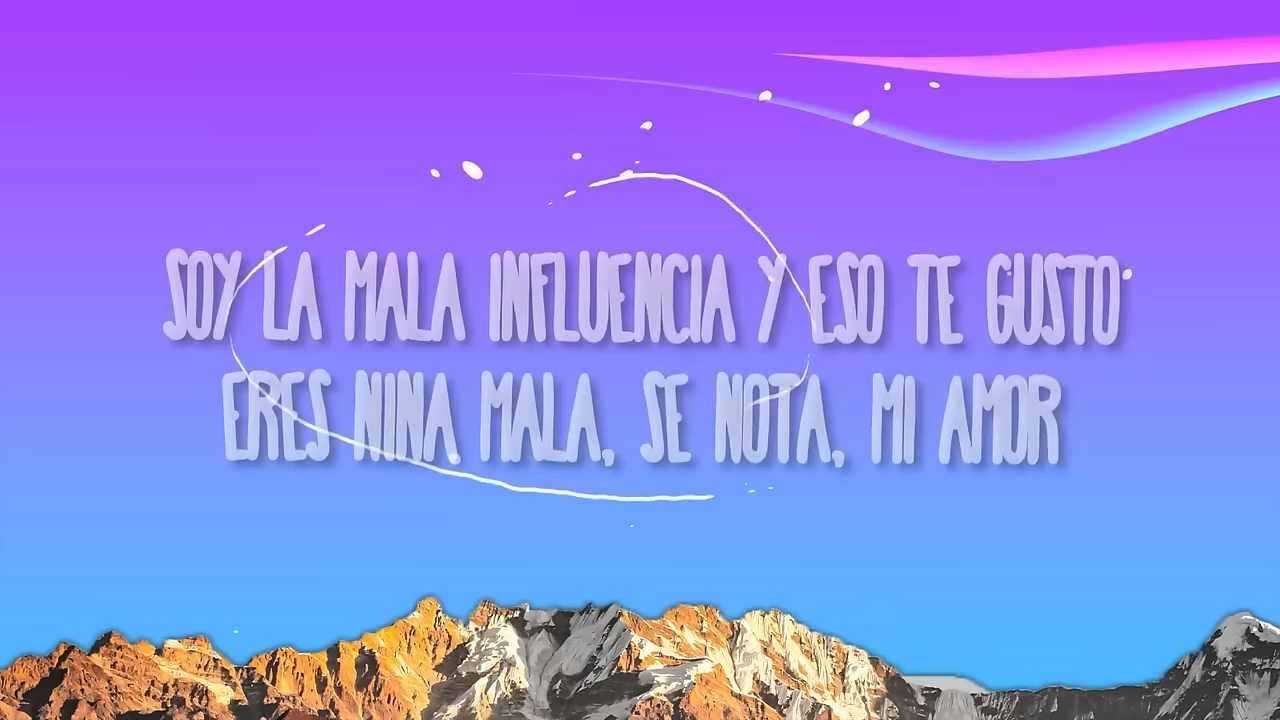 SOY LA MALA INFLUENCIA Y ESO TE GUSTO
ERES NINA MALA, SE NOTA, MI AMOR